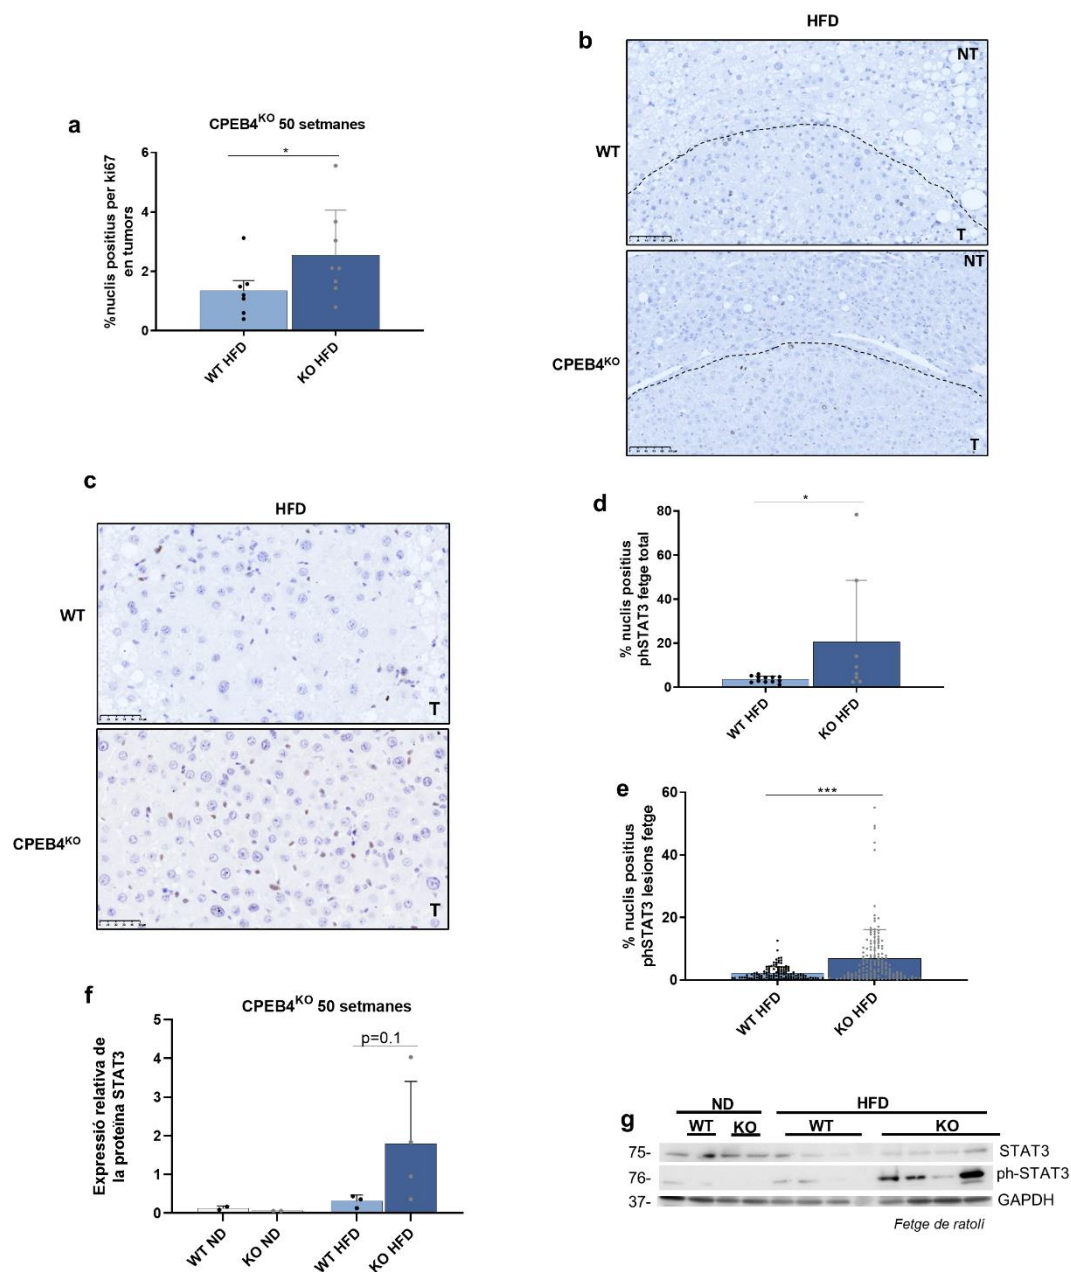 a
CPEB4KO 50 setmanes
%nuclis positius per ki67
en tumors
6
4
2
0
*
WT HFD
KO HFD
b
HFD
WT
NT
T
CPEB4KO
NT
T
c
HFD
WT
T
CPEB4KO
T
d
% nuclis positius
phSTAT3 fetge total
80
60
40
20
0
*
WT HFD
KO HFD
e
% nuclis positius
phSTAT3 lesions fetge
60
40
20
0
***
WT HFD
KO HFD
f
CPEB4KO 50 setmanes
Expressió relativa de
la proteïna STAT3
5
4
3
2
1
0
p=0.1
WT ND
KO ND
WT HFD
KO HFD
g
ND HFD
WT KO WT KO
75- STAT3
76- ph-STAT3
37- GAPDH
Fetge de ratolí